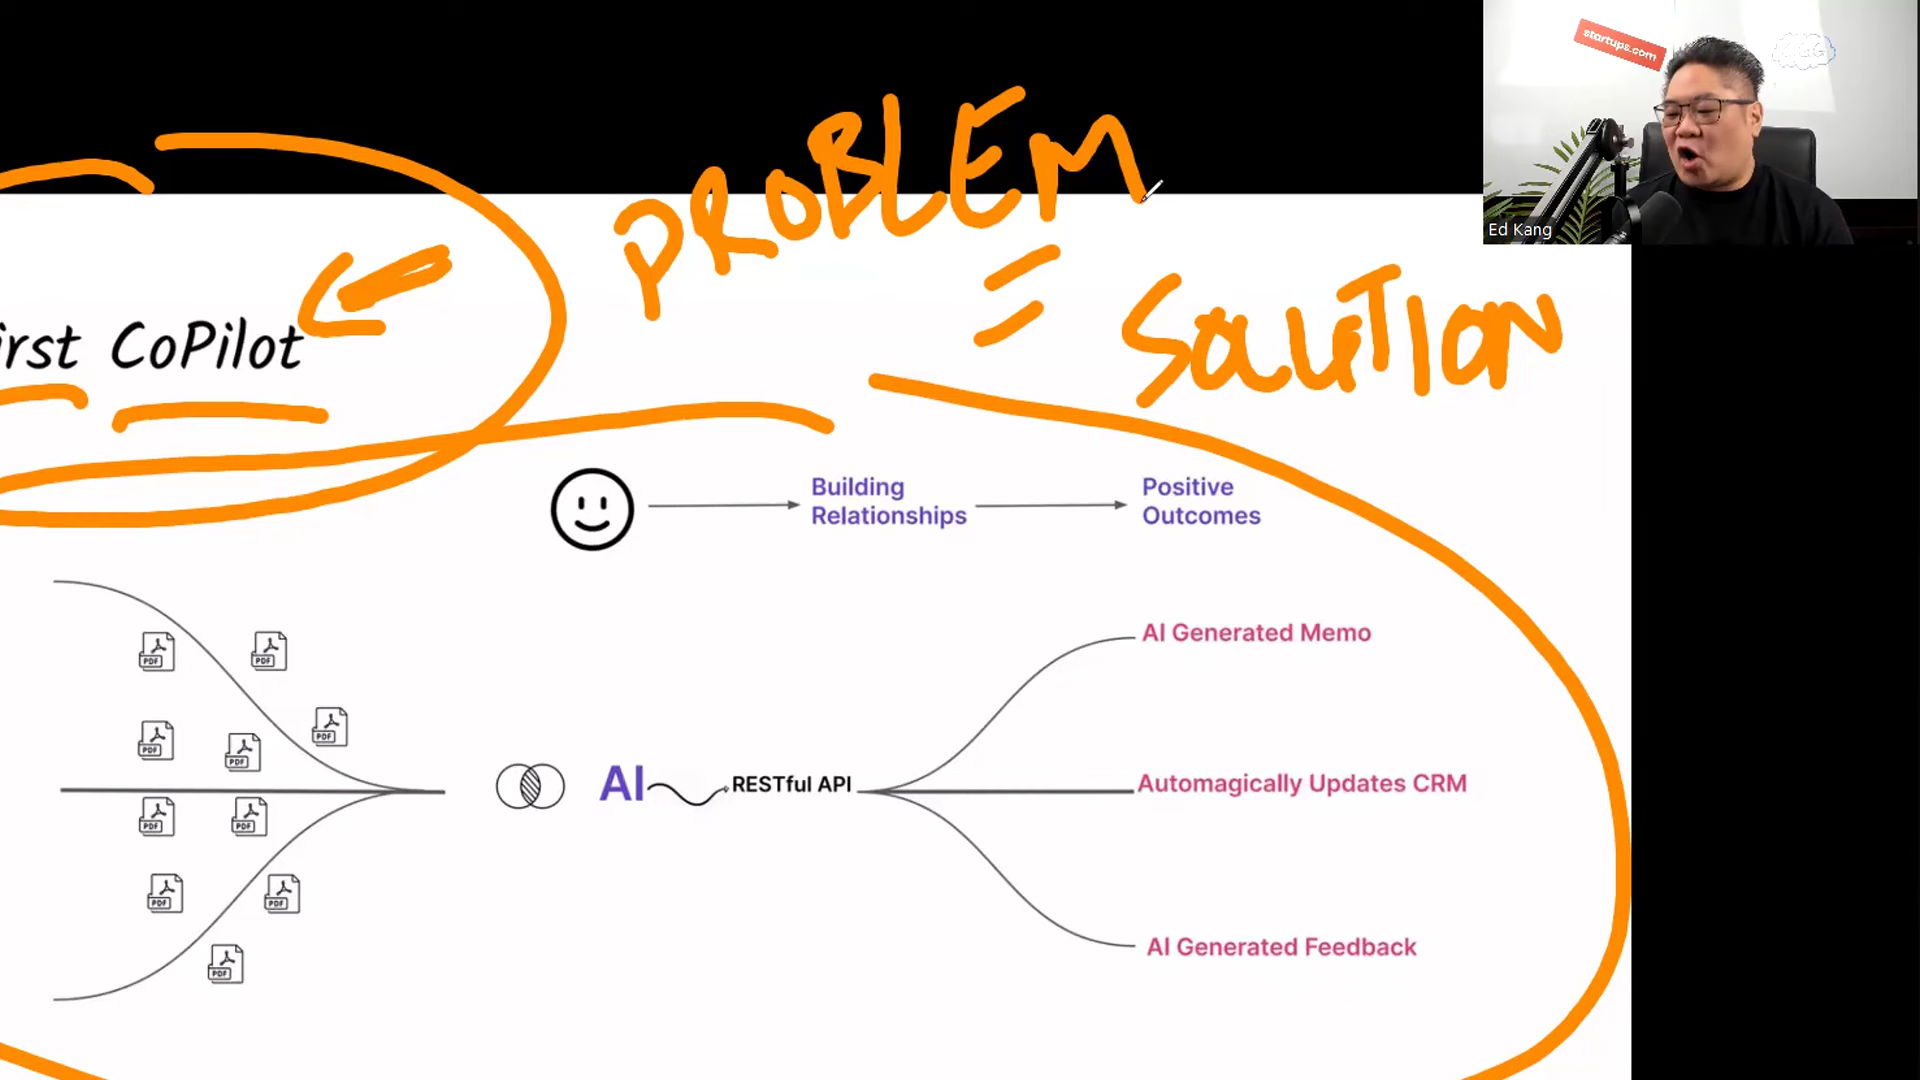 startups.com
Ed Kang
PROBLEM
=
SOLUTION
irst CoPilot
Building
Relationships
Positive
Outcomes
PDF
PDF
PDF
PDF
PDF
PDF
PDF
PDF
PDF
PDF
AI
RESTful API
AI Generated Memo
Automagically Updates CRM
AI Generated Feedback